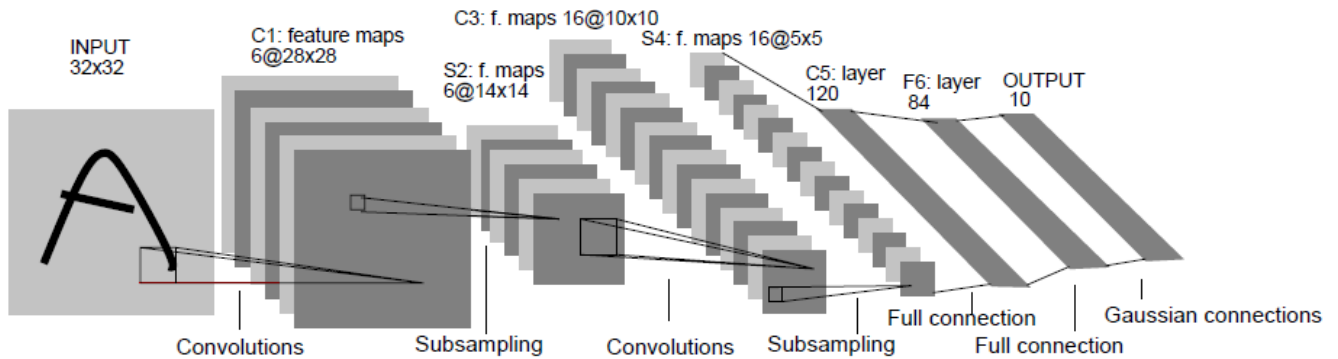 INPUT
32x32
C1: feature maps
6@28x28
S2: f. maps
6@14x14
C3: f. maps 16@10x10
S4: f. maps 16@5x5
C5: layer
120
F6: layer
84
OUTPUT
10
Convolutions
Subsampling
Convolutions
Subsampling
Full connection
Full connection
Gaussian connections
A